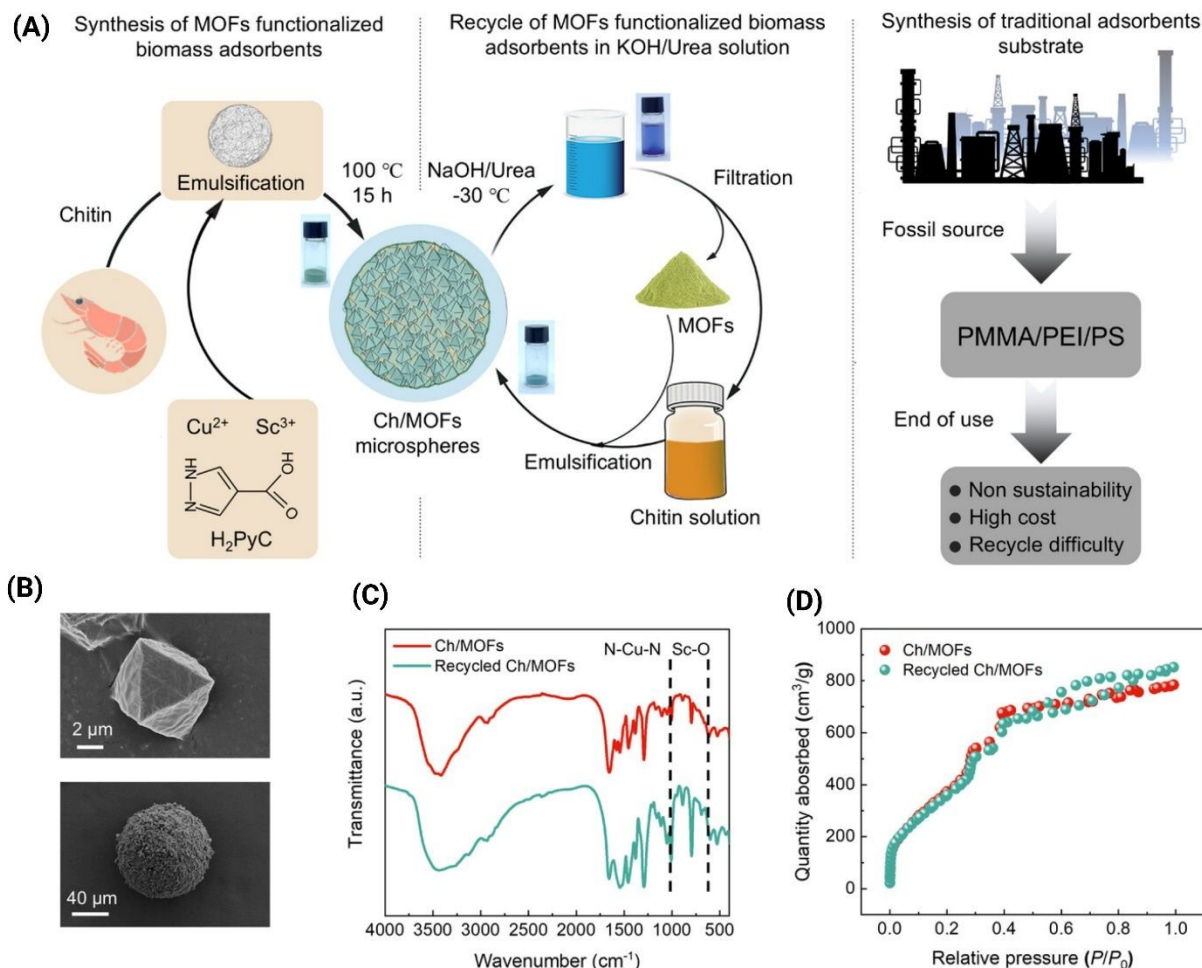 (A)
Synthesis of MOFs functionalized
biomass adsorbents
Recycle of MOFs functionalized biomass
adsorbents in KOH/Urea solution
Synthesis of traditional adsorbents
substrate
Emulsification
Chitin
100 ℃
15 h
NaOH/Urea
-30 ℃
Filtration
MOFs
Ch/MOFs
microspheres
Emulsification
Chitin solution
Cu²⁺ Sc³⁺
NH
N
OH
O
H₂PyC
Fossil source
PMMA/PEI/PS
End of use
● Non sustainability
● High cost
● Recycle difficulty
(B)
2 μm
40 μm
(C)
Ch/MOFs
Recycled Ch/MOFs
N-Cu-N Sc-O
Transmittance (a.u.)
4000 3500 3000 2500 2000 1500 1000 500
Wavenumber (cm⁻¹)
(D)
Ch/MOFs
Recycled Ch/MOFs
Quantity abosrbed (cm³/g)
1000
800
600
400
200
0
0.0 0.2 0.4 0.6 0.8 1.0
Relative pressure (P/P₀)